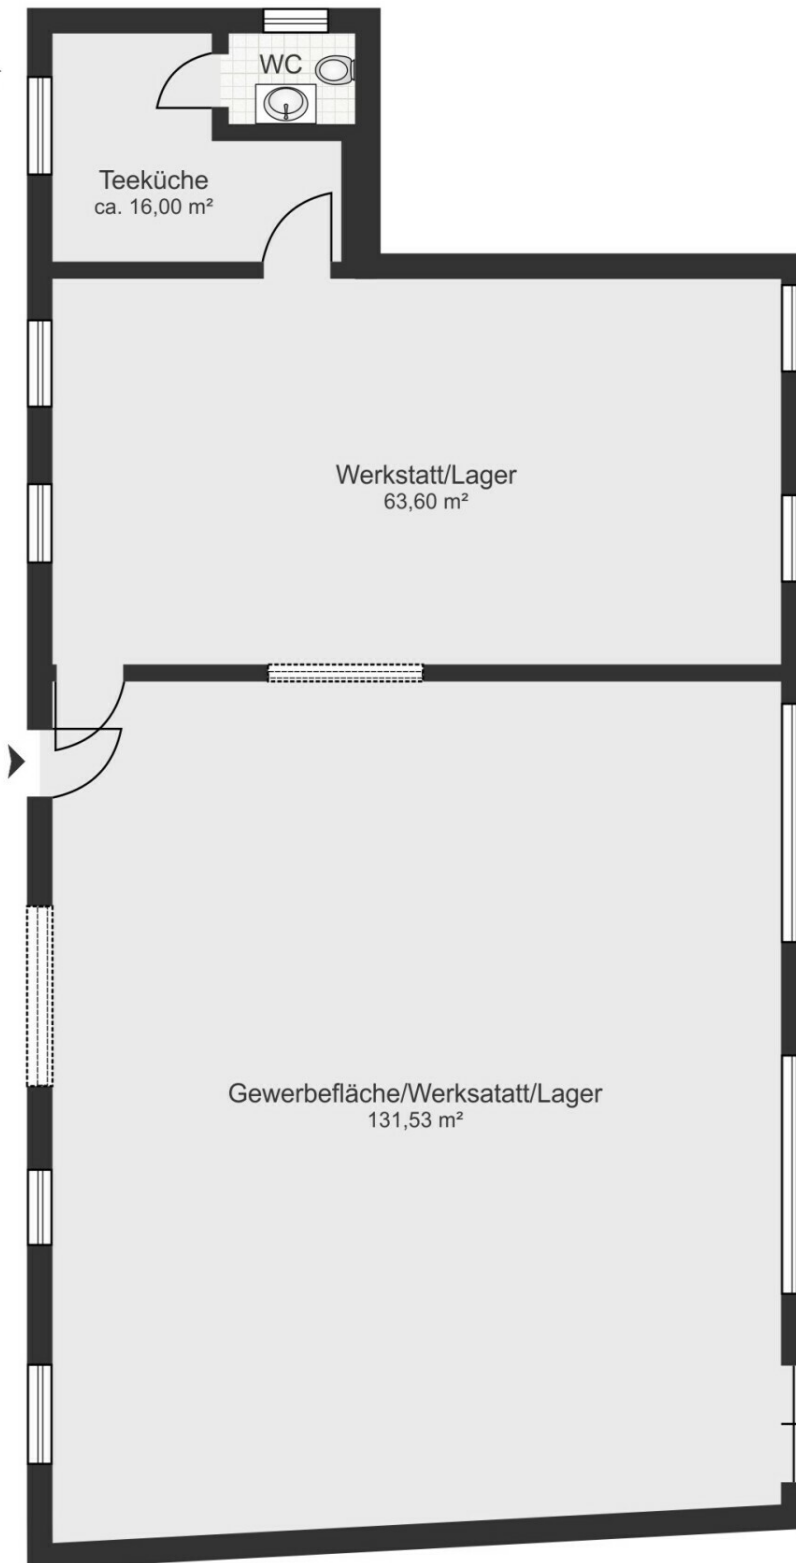 WC
Teeküche
ca. 16,00 m²
Werkstatt/Lager
63,60 m²
Gewerbefläche/Werksatatt/Lager
131,53 m²